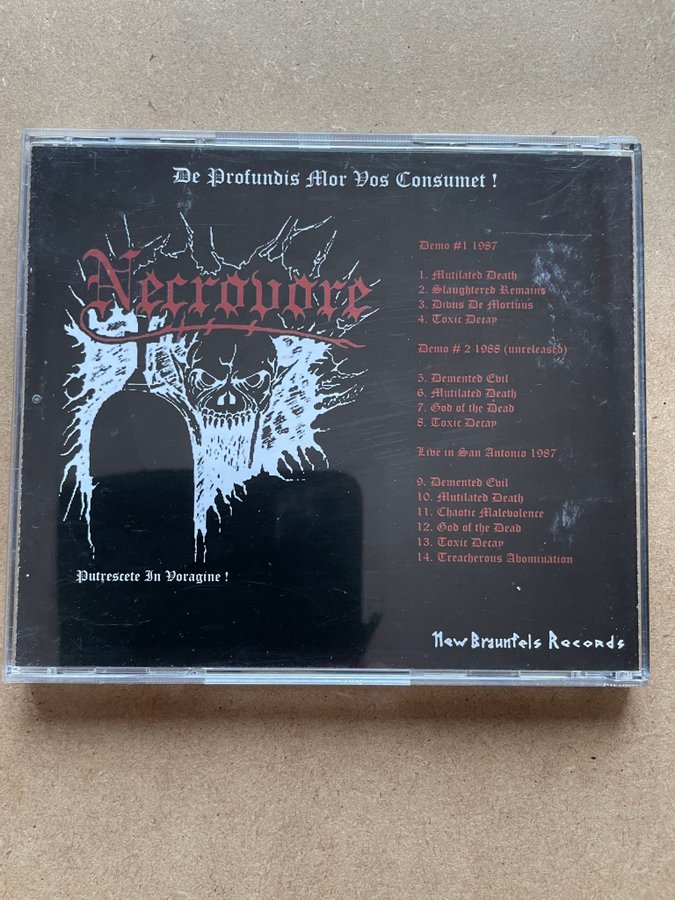 De Profundis Mor Vos Consumet !
Necrovore
Putrescete In Voragine !
Demo #1 1987
1. Mutilated Death
2. Slaughtered Remains
3. Divus De Mortuus
4. Toxic Decay
Demo # 2 1988 (unreleased)
5. Demented Evil
6. Mutilated Death
7. God of the Dead
8. Toxic Decay
Live in San Antonio 1987
9. Demented Evil
10. Mutilated Death
11. Chaotic Malevolence
12. God of the Dead
13. Toxic Decay
14. Treacherous Abomination
New Braunfels Records